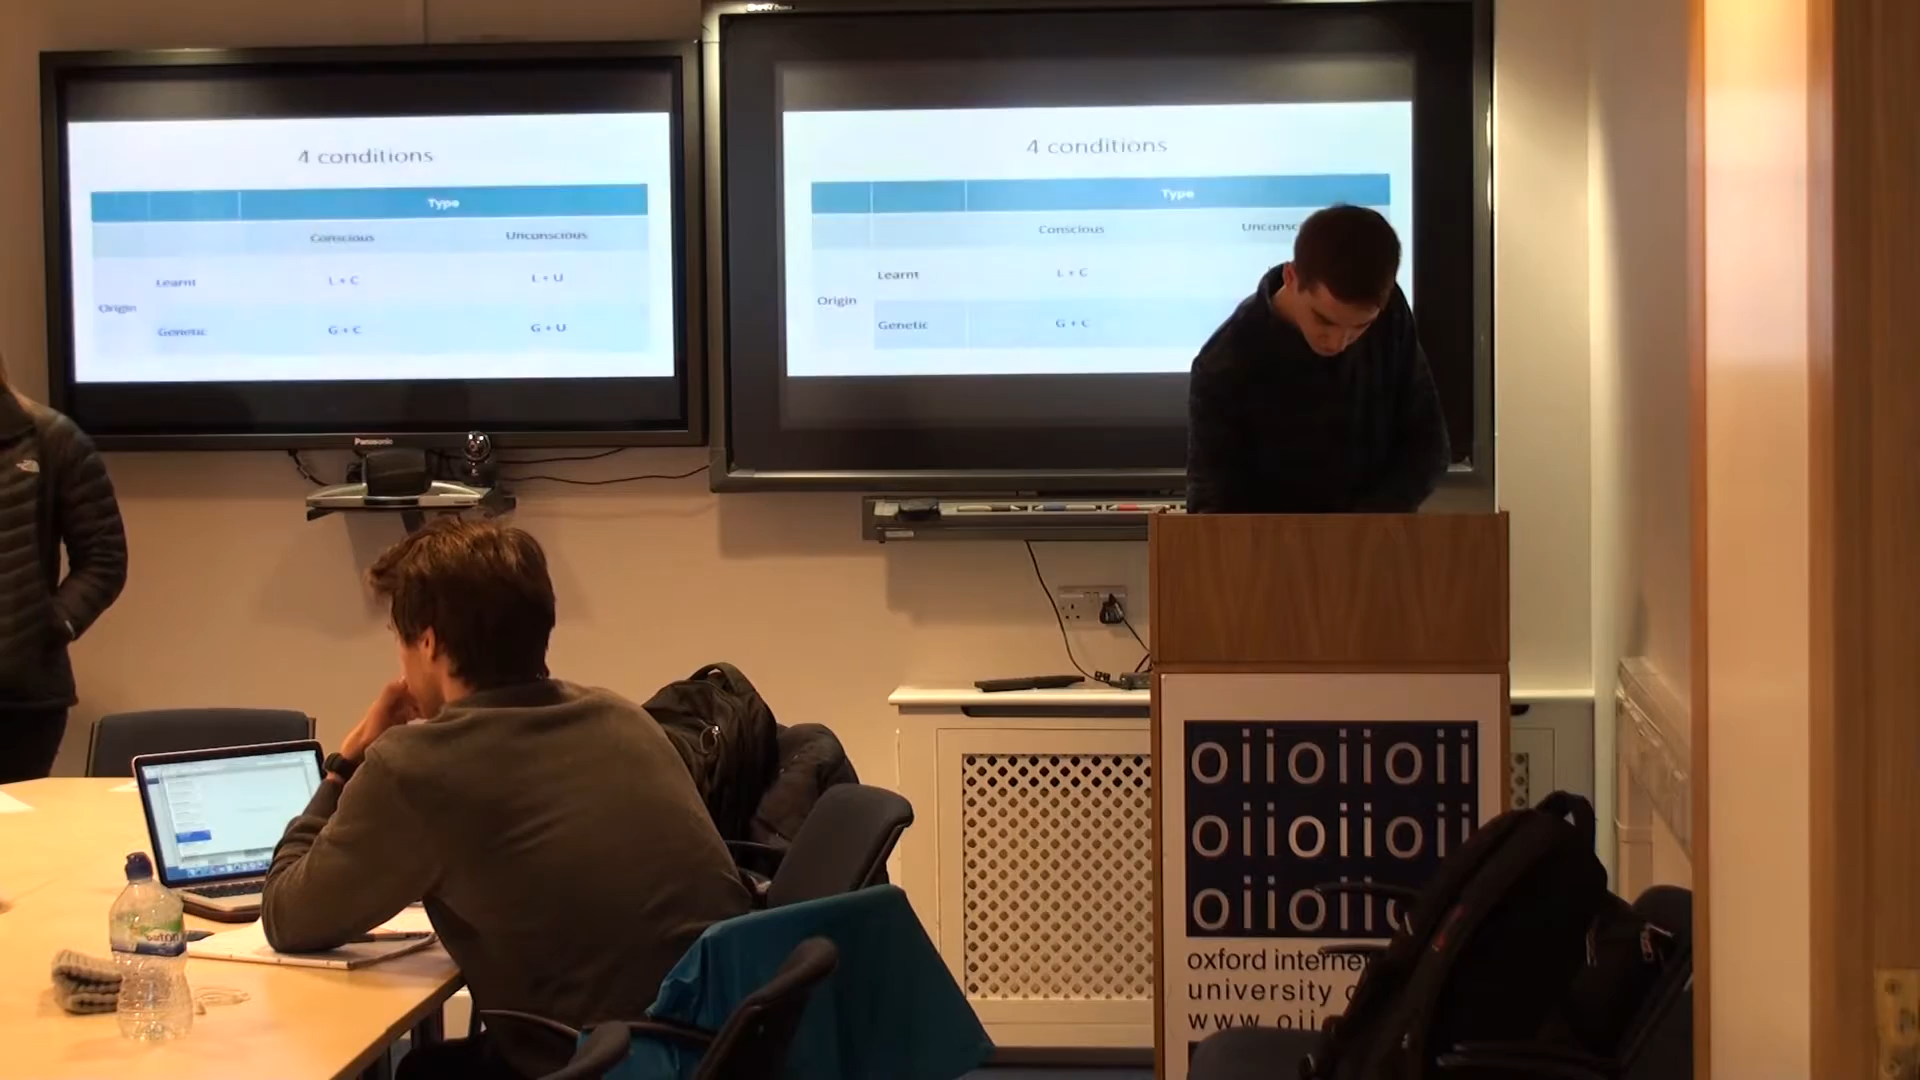 4 conditions
Type
Conscious Unconscious
Learnt L + C L + U
Origin
Genetic G + C G + U
Panasonic
4 conditions
Type
Conscious Unconsc
Learnt L + C
Origin
Genetic G + C
oiioiioii
oiioiioii
oiioiio
oxford interne
university
www oii